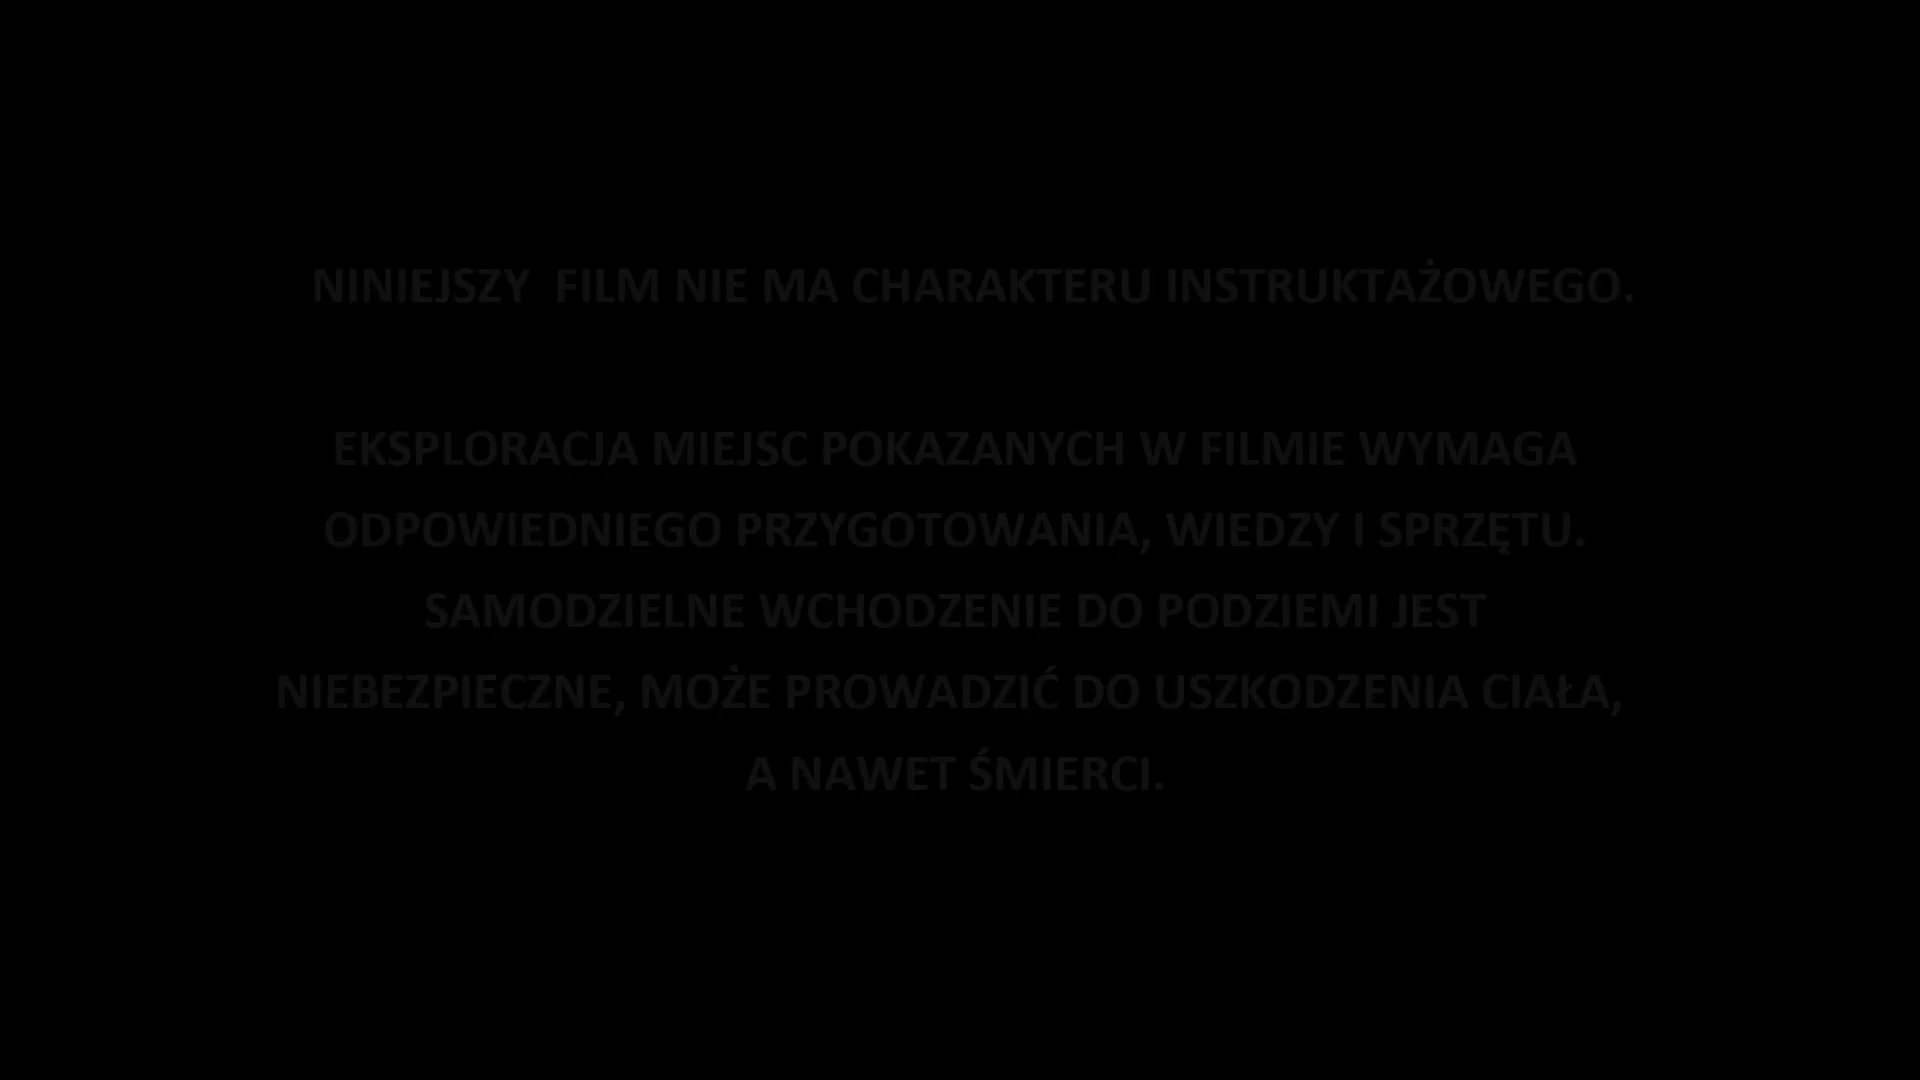 NINIEJSZY  FILM NIE MA CHARAKTERU INSTRUKTAŻOWEGO.
EKSPLORACJA MIEJSC POKAZANYCH W FILMIE WYMAGA
ODPOWIEDNIEGO PRZYGOTOWANIA, WIEDZY I SPRZĘTU.
SAMODZIELNE WCHODZENIE DO PODZIEMI JEST
NIEBEZPIECZNE, MOŻE PROWADZIĆ DO USZKODZENIA CIAŁA,
A NAWET ŚMIERCI.